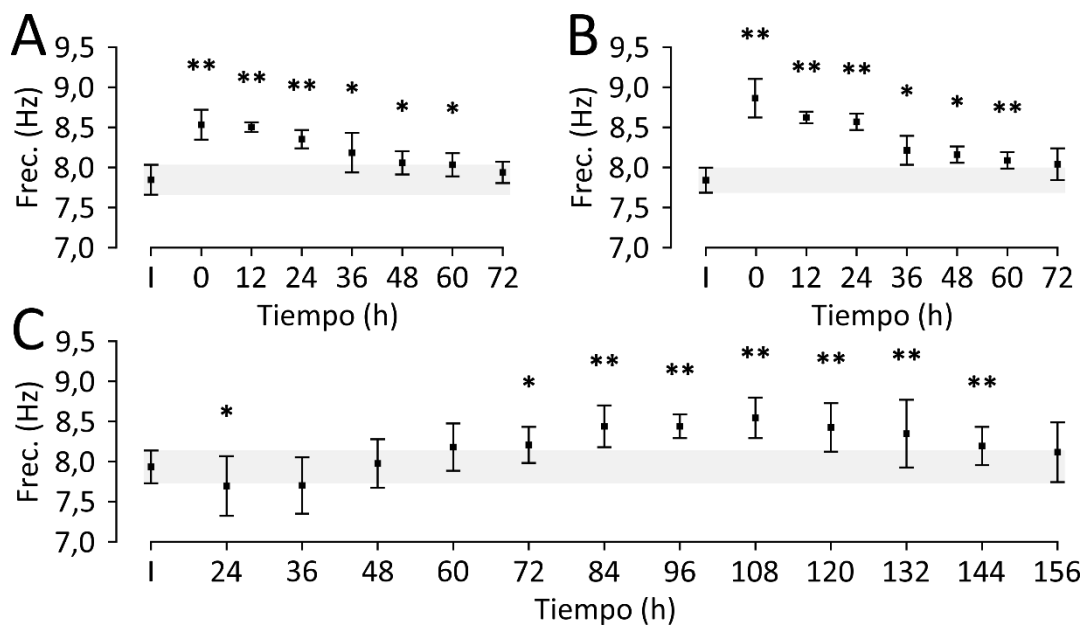 A
9,5
9,0
8,5
8,0
7,5
7,0
Frec. (Hz)
** ** ** * * *
I 0 12 24 36 48 60 72
Tiempo (h)
B
9,5
9,0
8,5
8,0
7,5
7,0
Frec. (Hz)
** ** ** * * **
I 0 12 24 36 48 60 72
Tiempo (h)
C
9,5
9,0
8,5
8,0
7,5
7,0
Frec. (Hz)
* * ** ** ** ** ** **
I 24 36 48 60 72 84 96 108 120 132 144 156
Tiempo (h)